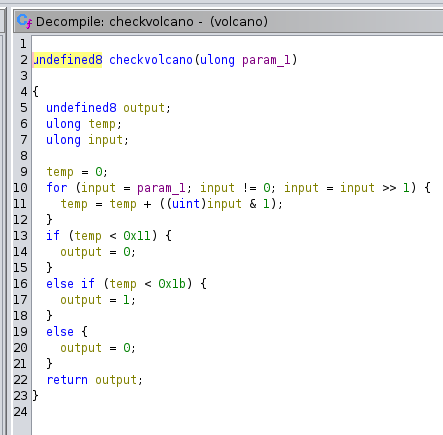 Decompile: checkvolcano - (volcano)
1
2 undefined8 checkvolcano(ulong param_1)
3
4 {
5   undefined8 output;
6   ulong temp;
7   ulong input;
8
9   temp = 0;
10   for (input = param_1; input != 0; input = input >> 1) {
11     temp = temp + ((uint)input & 1);
12   }
13   if (temp < 0x11) {
14     output = 0;
15   }
16   else if (temp < 0x1b) {
17     output = 1;
18   }
19   else {
20     output = 0;
21   }
22   return output;
23 }
24